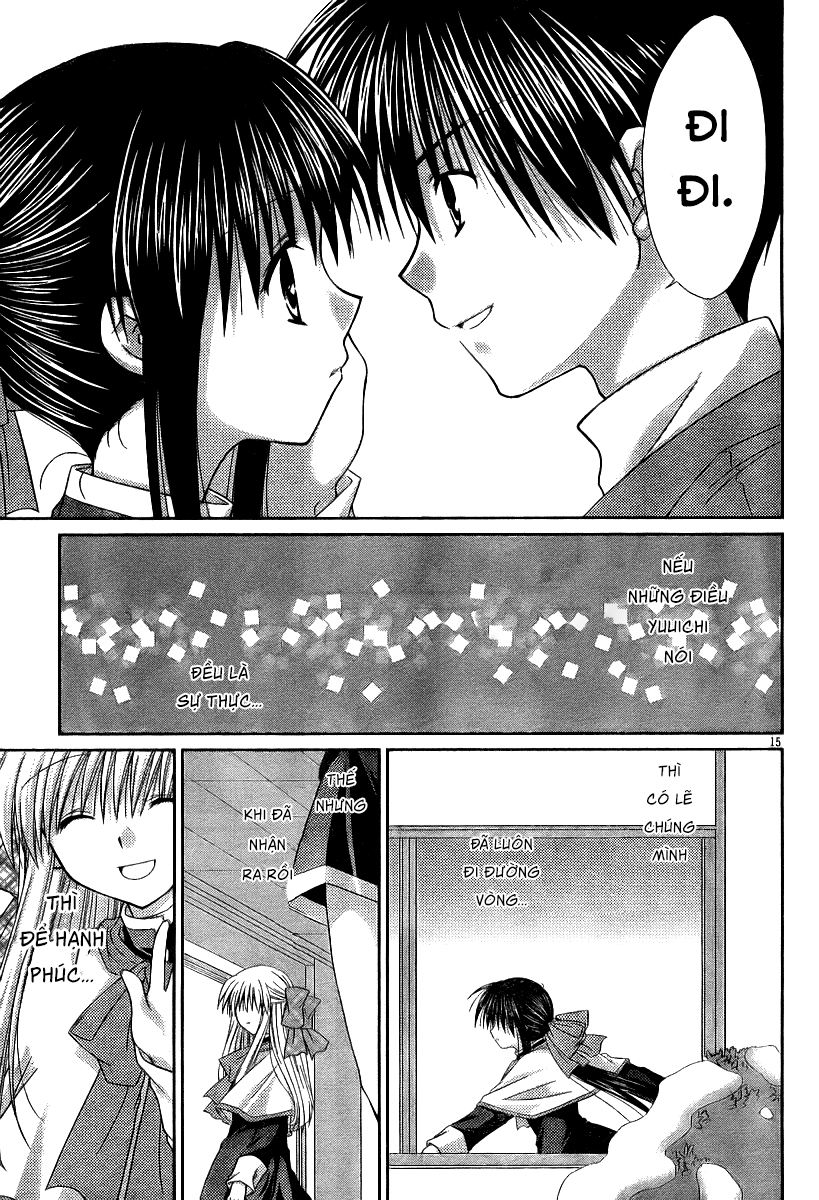 ĐI
ĐI.
NẾU
NHỮNG ĐIỀU
YUUICHI
NÓI
ĐỀU LÀ
SỰ THỰC...
15
THÌ
CÓ LẼ
CHÚNG
MÌNH
ĐÃ LUÔN
ĐI ĐƯỜNG
VÒNG...
THẾ
NHƯNG
KHI ĐÃ
NHẬN
RA RỒI
THÌ
ĐỂ HẠNH
PHÚC...